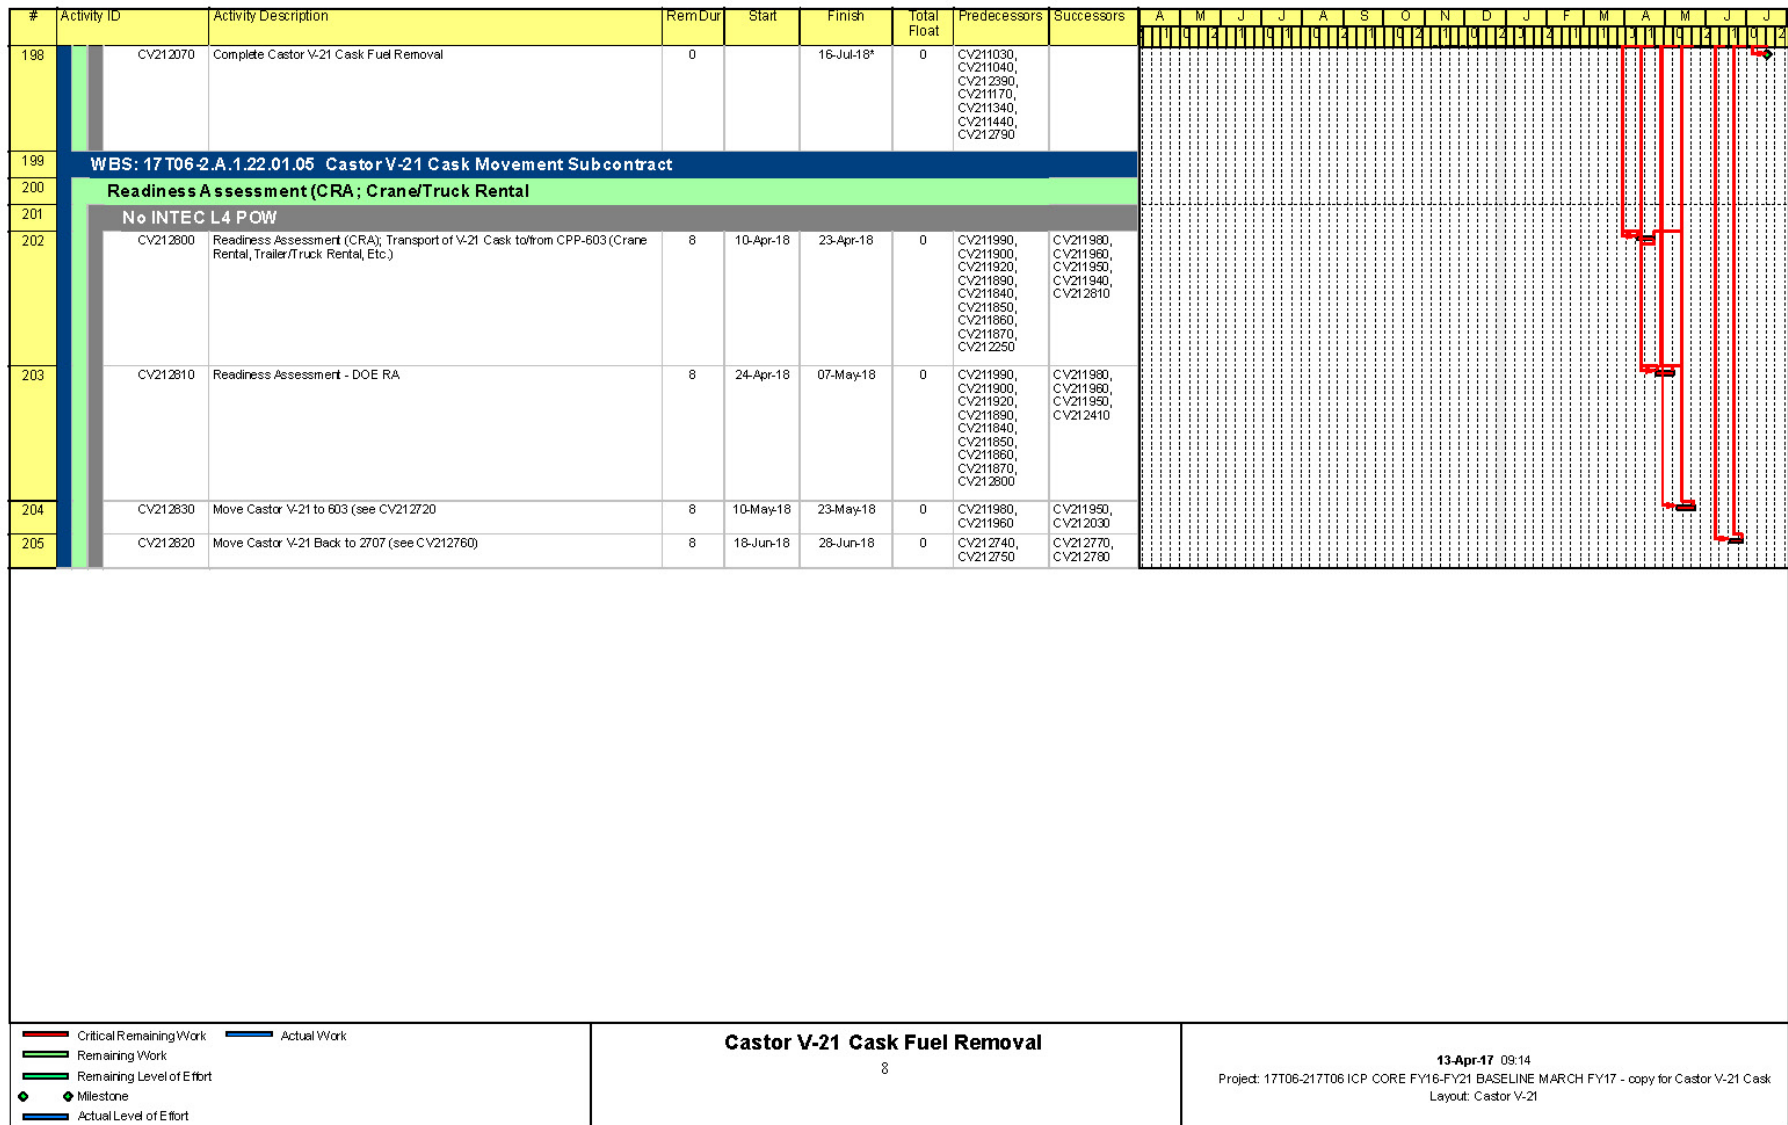 # Activity ID Activity Description Rem Dur Start Finish Total Float Predecessors Successors A M J J A S O N D J F M A M J J
198 CV212070 Complete Castor V-21 Cask Fuel Removal 0 16-Jul-18* 0 CV211030,
CV211040,
CV212390,
CV211170,
CV211340,
CV211440,
CV212790
199 WBS: 17T06-2.A.1.22.01.05 Castor V-21 Cask Movement Subcontract
200 Readiness Assessment (CRA; Crane/Truck Rental
201 No INTEC L4 POW
202 CV212800 Readiness Assessment (CRA); Transport of V-21 Cask to/from CPP-603 (Crane 8 10-Apr-18 23-Apr-18 0 CV211990, CV211980,
Rental, Trailer/Truck Rental, Etc.) CV211900, CV211960,
CV211920, CV211950,
CV211890, CV211940,
CV211840, CV212810
CV211850,
CV211860,
CV211870,
CV212250
203 CV212810 Readiness Assessment - DOE RA 8 24-Apr-18 07-May-18 0 CV211990, CV211980,
CV211900, CV211960,
CV211920, CV211950,
CV211890, CV212410
CV211840,
CV211850,
CV211860,
CV211870,
CV212800
204 CV212830 Move Castor V-21 to 603 (see CV212720 8 10-May-18 23-May-18 0 CV211980, CV211950,
CV211960 CV212030
205 CV212820 Move Castor V-21 Back to 2707 (see CV212760) 8 18-Jun-18 28-Jun-18 0 CV212740, CV212770,
CV212750 CV212780
Critical Remaining Work Actual Work
Remaining Work
Remaining Level of Effort
Milestone
Actual Level of Effort
Castor V-21 Cask Fuel Removal
8
13-Apr-17 09:14
Project: 17T06-217T06 ICP CORE FY16-FY21 BASELINE MARCH FY17 - copy for Castor V-21 Cask
Layout: Castor V-21